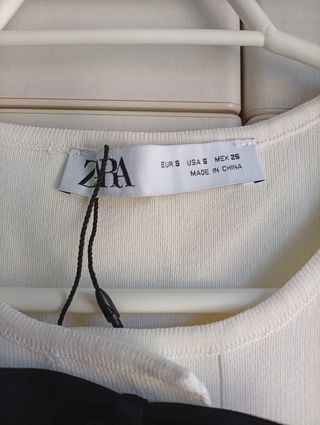 ZARA
EUR S USA S MEX 26
MADE IN CHINA